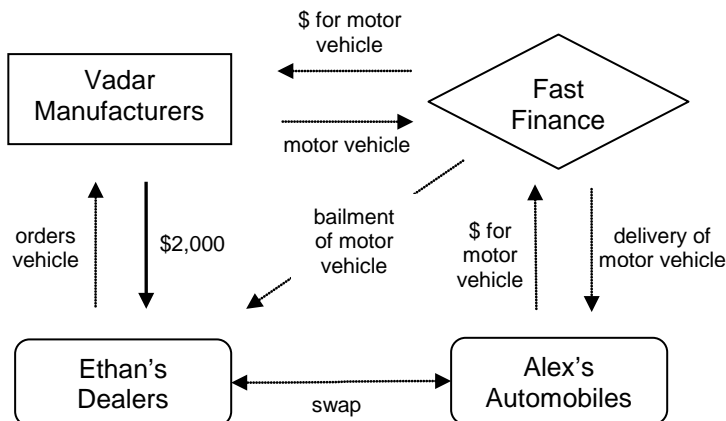 $ for motor
vehicle
Vadar
Manufacturers
Fast
Finance
motor vehicle
orders
vehicle
$2,000
bailment
of motor
vehicle
$ for
motor
vehicle
delivery of
motor vehicle
Ethan's
Dealers
swap
Alex's
Automobiles